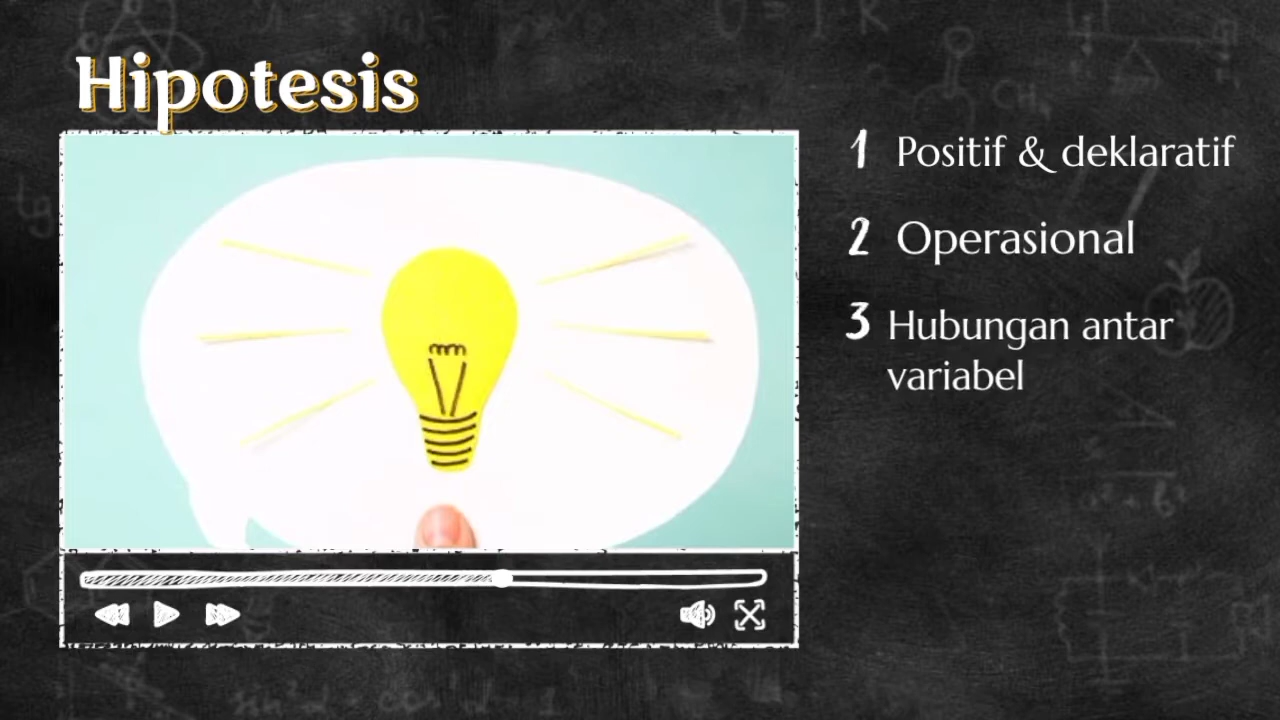 Hipotesis
1 Positif & deklaratif
2 Operasional
3 Hubungan antar
variabel